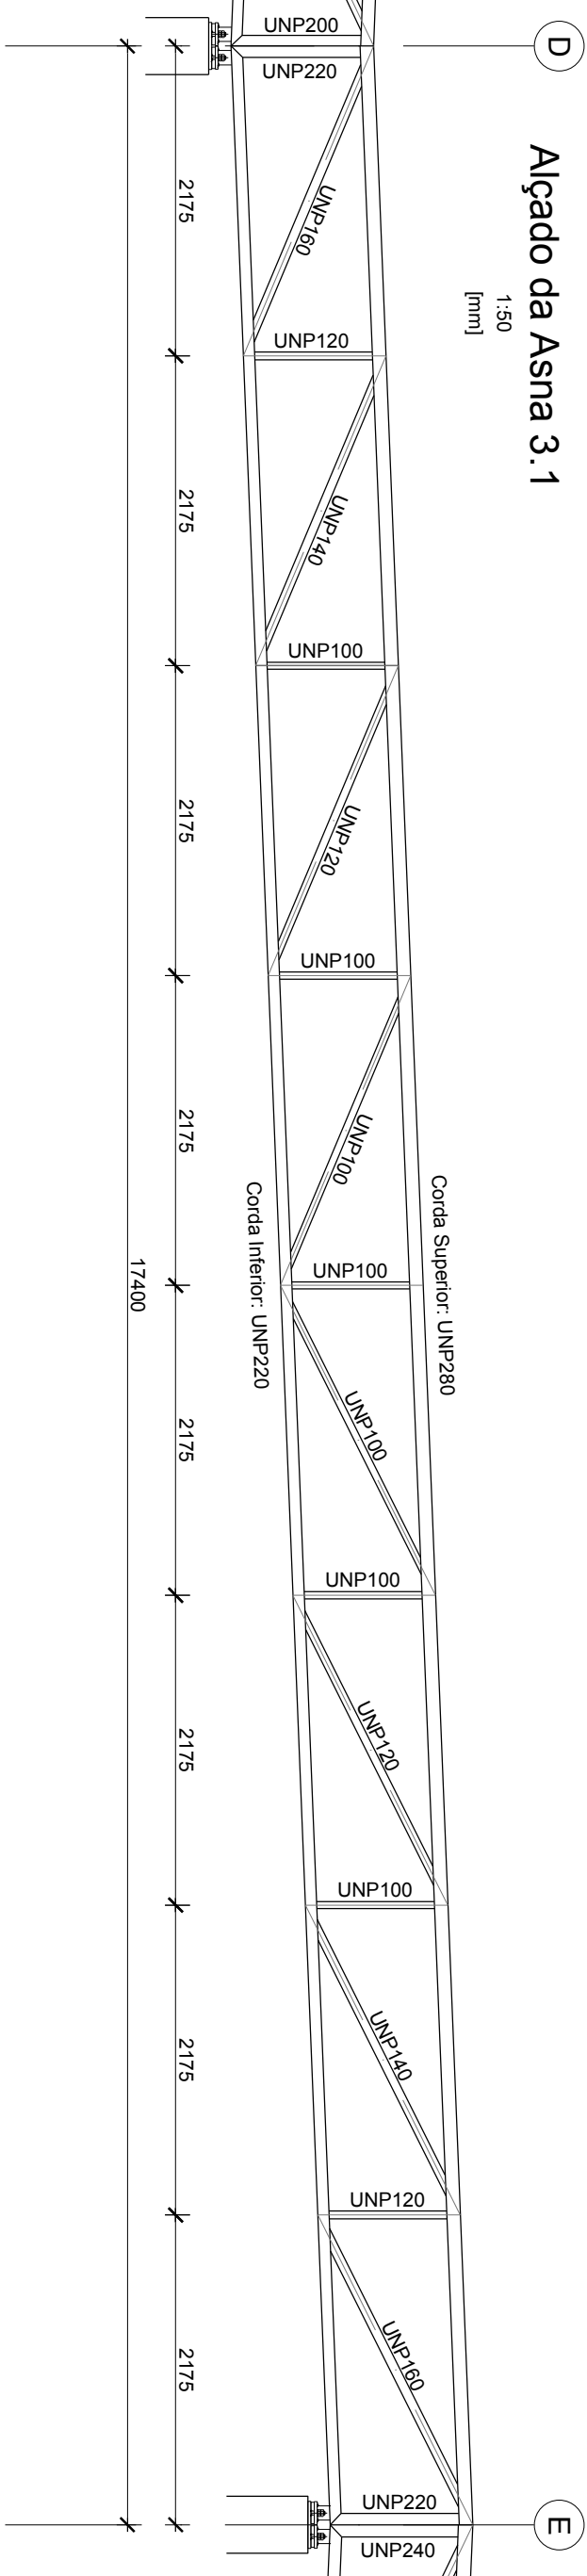 D
Alçado da Asna 3.1
1:50
[mm]
UNP200
UNP220
UNP160
2175
UNP120
UNP140
2175
UNP100
UNP120
2175
UNP100
UNP100
2175
UNP100
Corda Superior: UNP280
Corda Inferior: UNP220
17400
UNP100
2175
UNP100
UNP120
2175
UNP100
UNP140
2175
UNP120
UNP160
2175
UNP220
UNP240
E